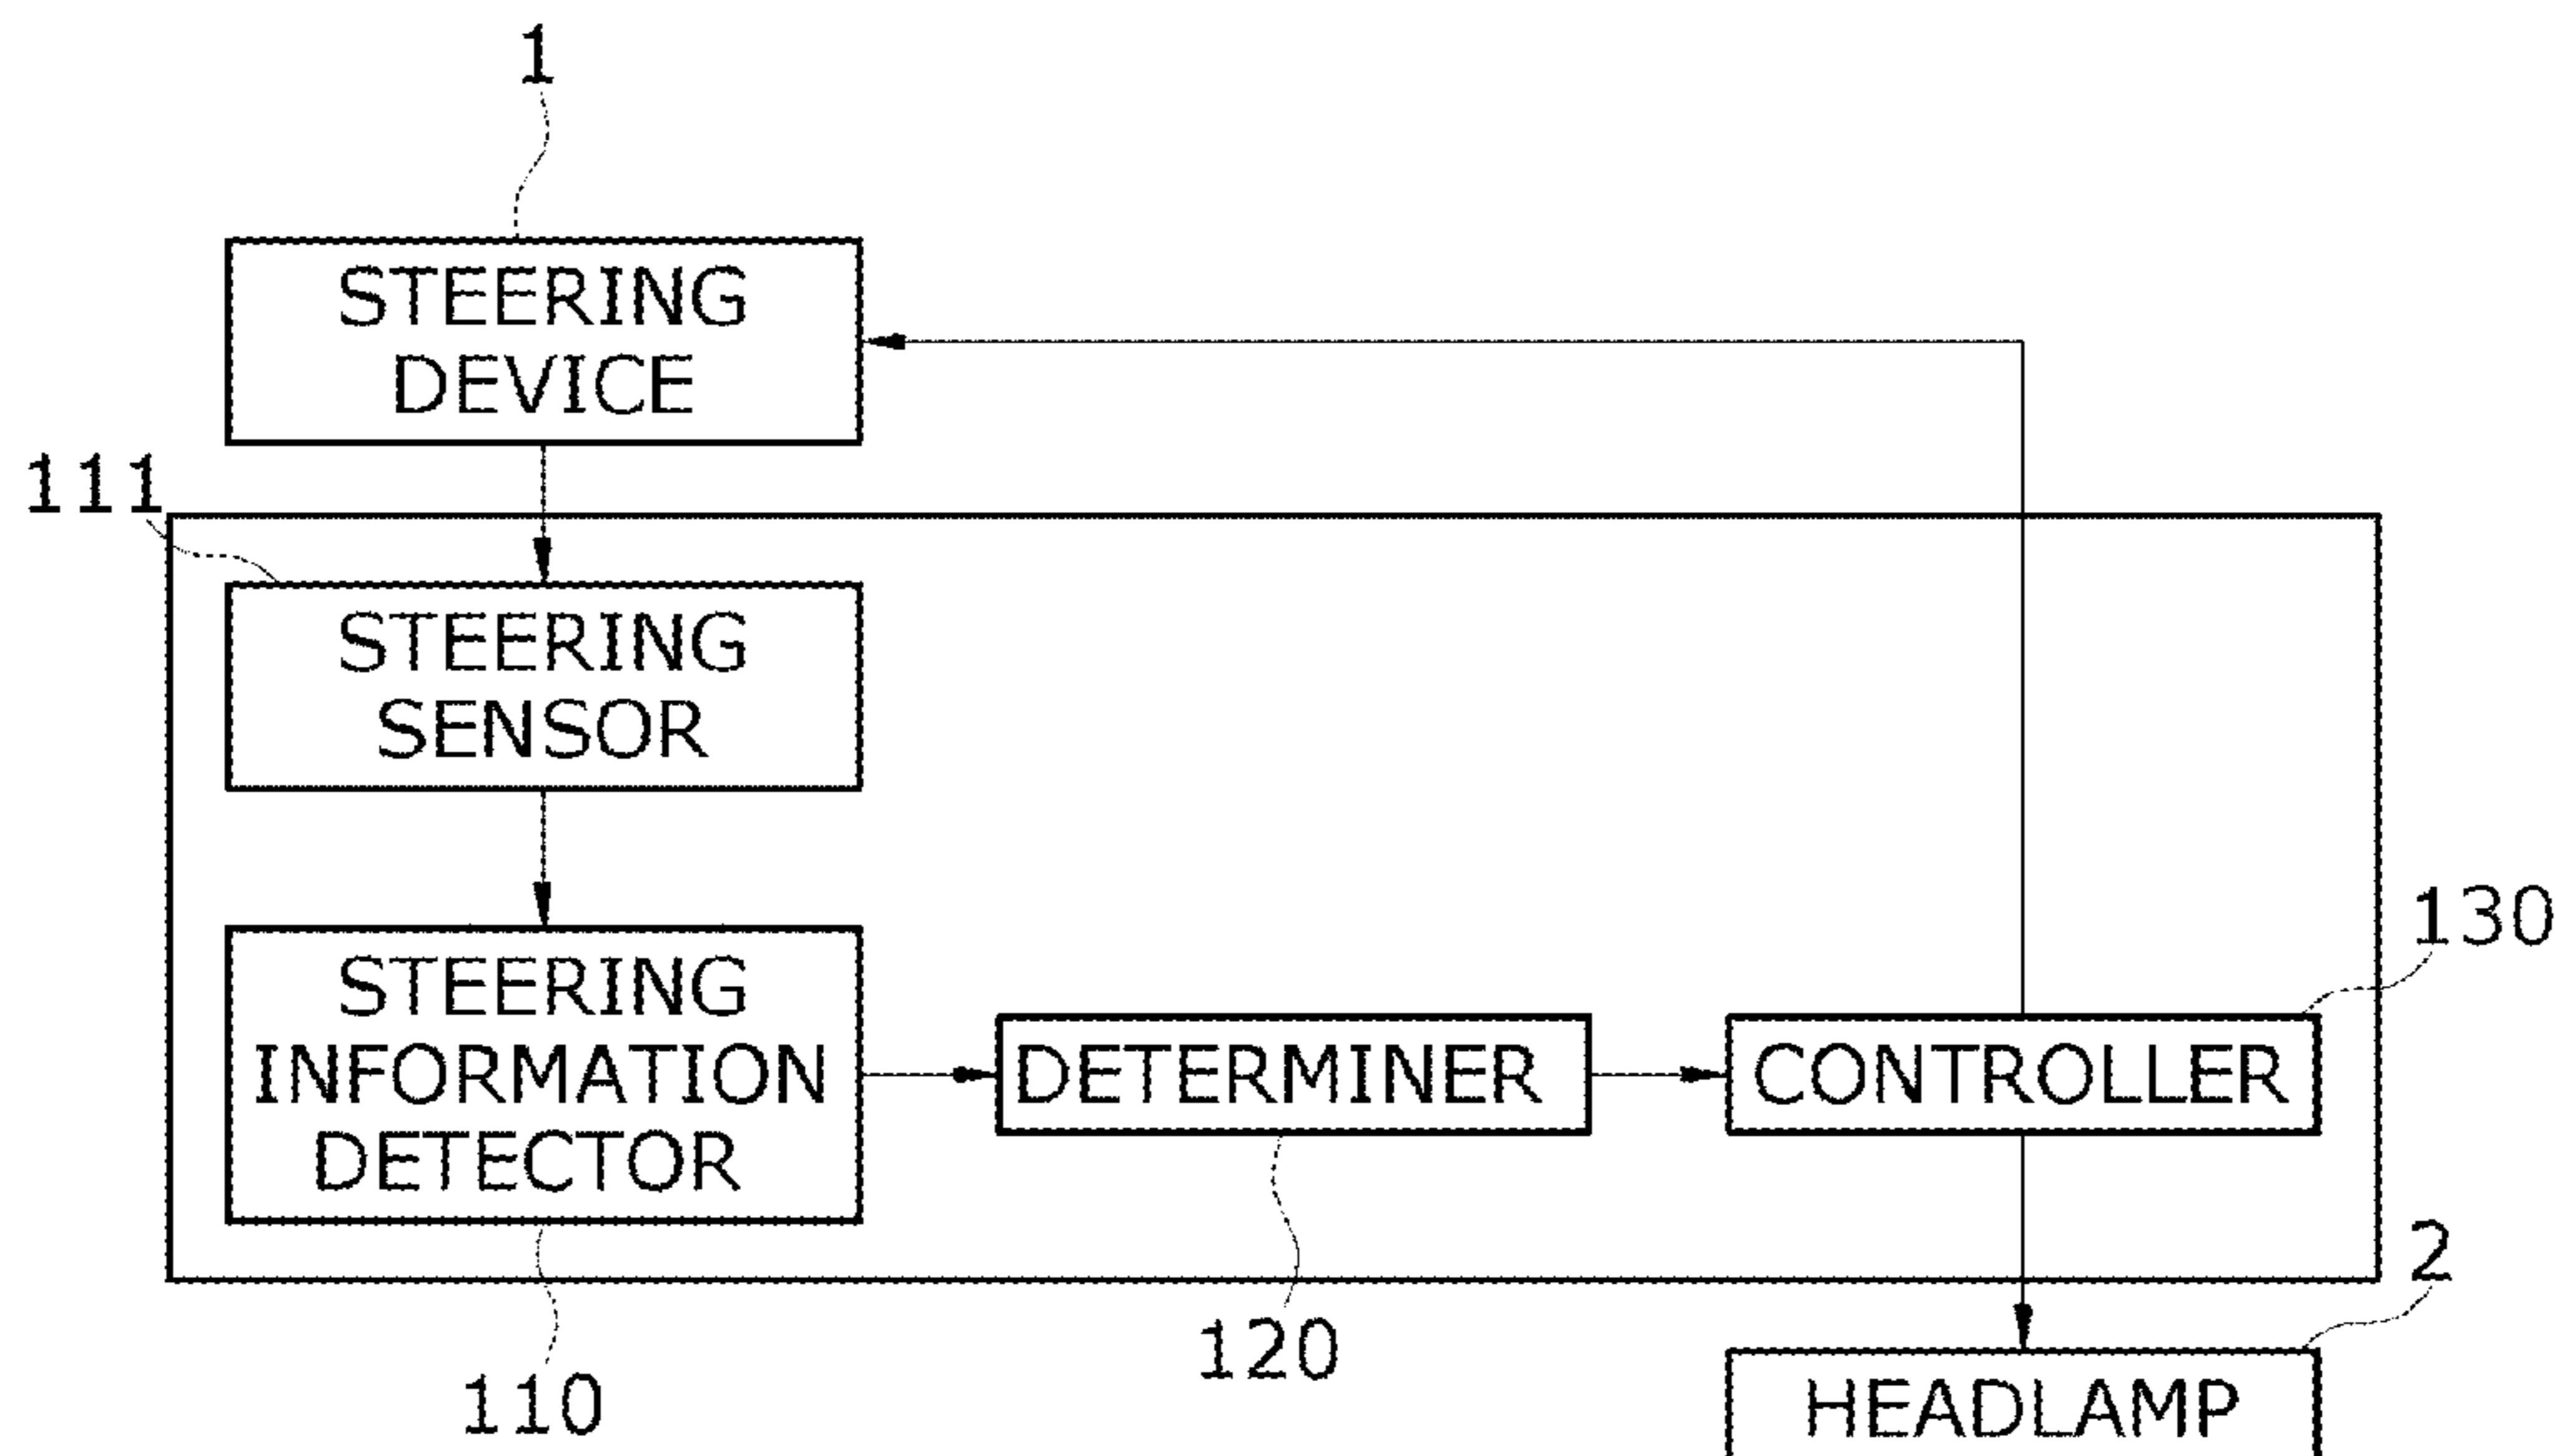 1
STEERING
DEVICE
111
STEERING
SENSOR
130
STEERING
INFORMATION
DETECTOR
DETERMINER
CONTROLLER
2
120
110
HEADLAMP